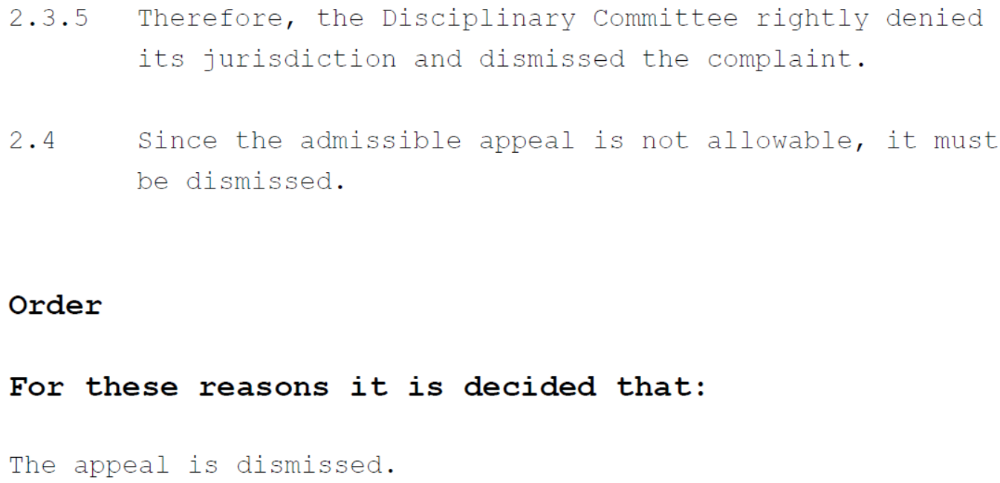 2.3.5 Therefore, the Disciplinary Committee rightly denied
its jurisdiction and dismissed the complaint.
2.4 Since the admissible appeal is not allowable, it must
be dismissed.
Order
For these reasons it is decided that:
The appeal is dismissed.